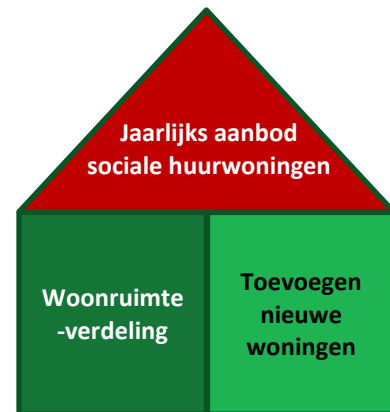 Jaarlijks aanbod
sociale huurwoningen
Woonruimte
-verdeling
Toevoegen
nieuwe
woningen